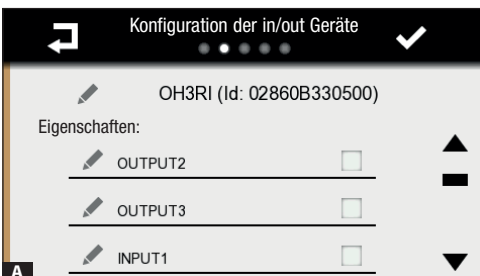 Konfiguration der in/out Geräte
OH3RI (Id: 02860B330500)
Eigenschaften:
OUTPUT2
OUTPUT3
INPUT1
A